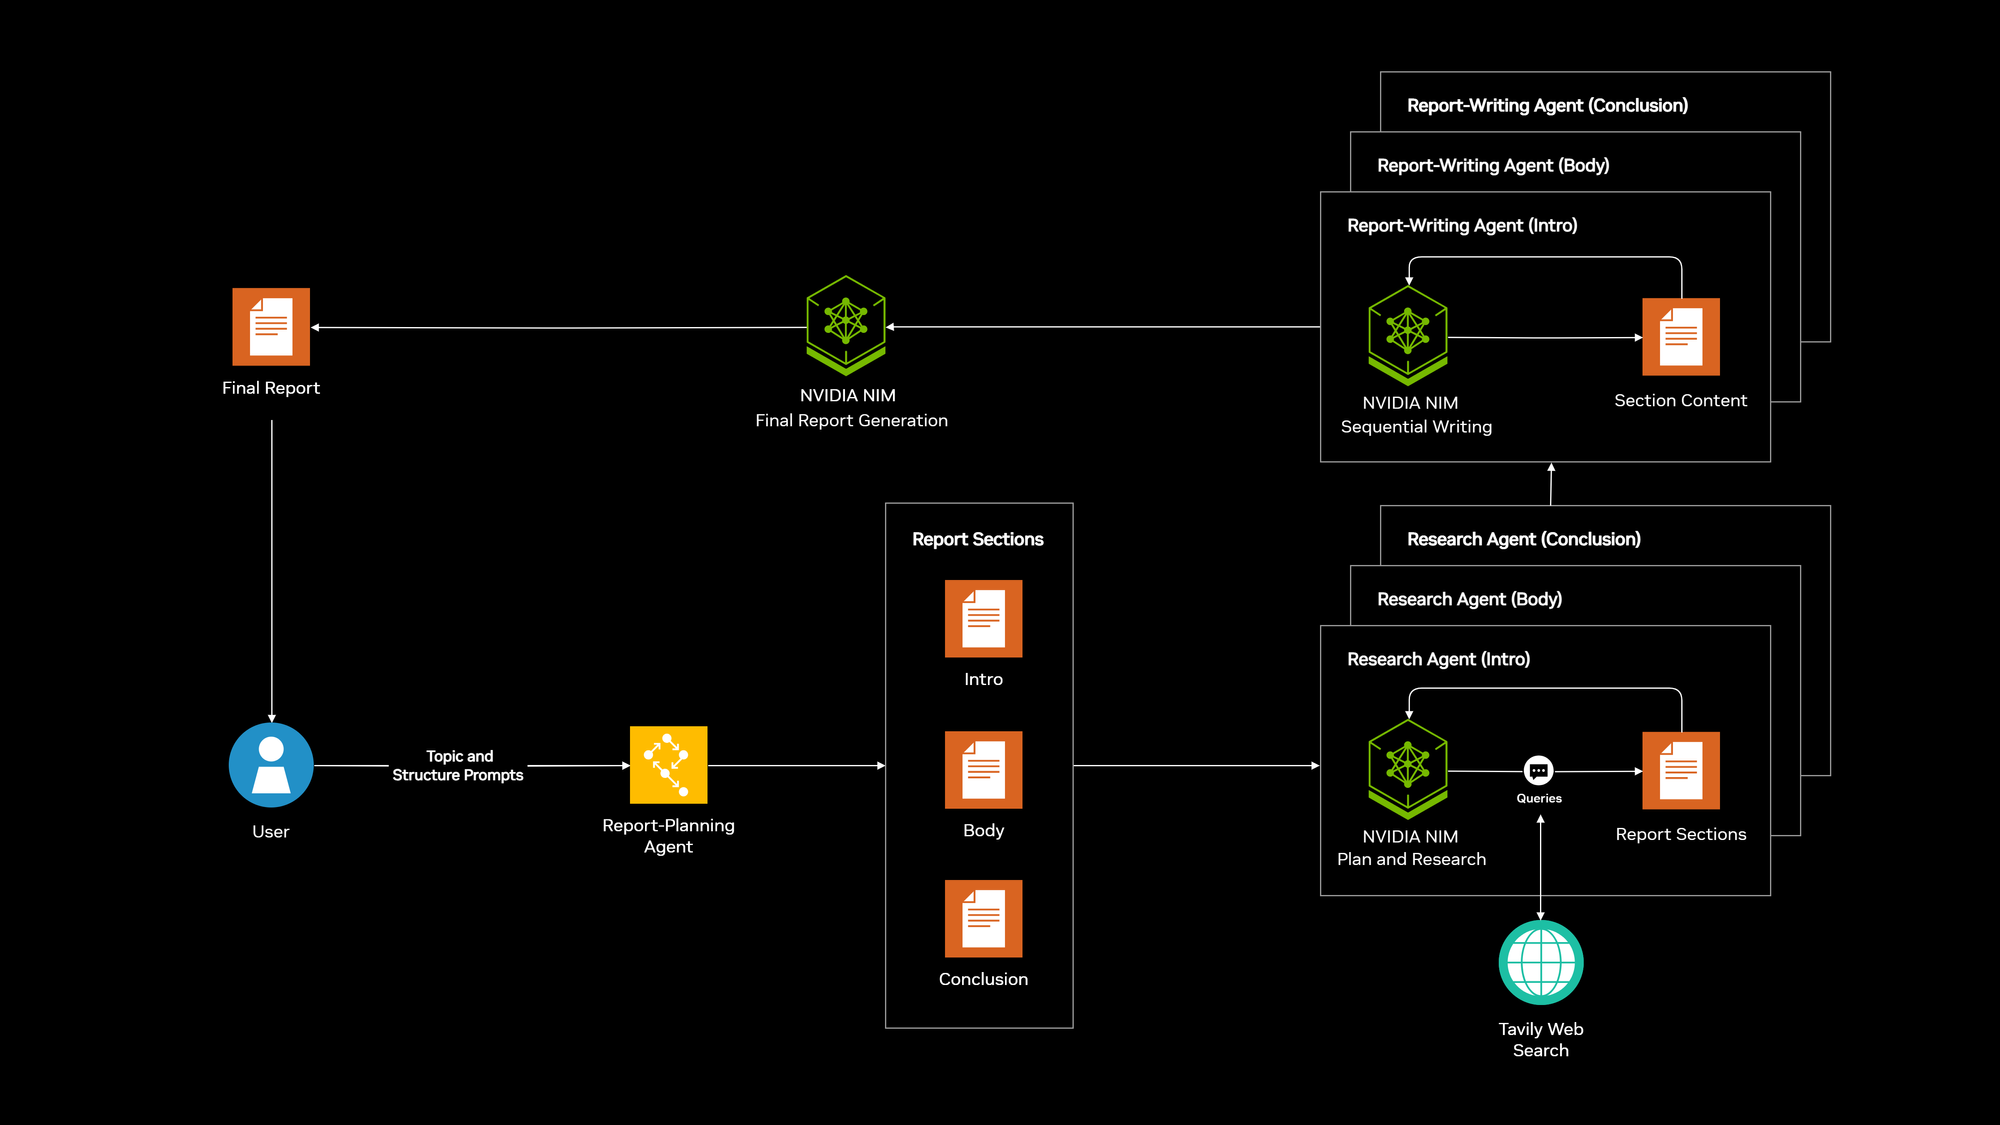 Report-Writing Agent (Conclusion)
Report-Writing Agent (Body)
Report-Writing Agent (Intro)
NVIDIA NIM
Sequential Writing
Section Content
NVIDIA NIM
Final Report Generation
Final Report
User
Topic and
Structure Prompts
Report-Planning
Agent
Report Sections
Intro
Body
Conclusion
Research Agent (Conclusion)
Research Agent (Body)
Research Agent (Intro)
NVIDIA NIM
Plan and Research
Queries
Report Sections
Tavily Web
Search